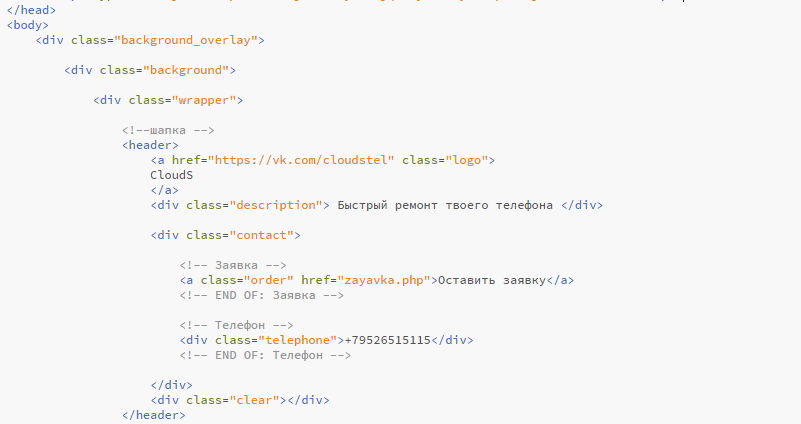 </head>
<body>
<div class="background_overlay">
<div class="background">
<div class="wrapper">
<!--шапка -->
<header>
<a href="https://vk.com/cloudstel" class="logo">
CloudS
</a>
<div class="description"> Быстрый ремонт твоего телефона </div>
<div class="contact">
<!-- Заявка -->
<a class="order" href="zayavka.php">Оставить заявку</a>
<!-- END OF: Заявка -->
<!-- Телефон -->
<div class="telephone">+79526515115</div>
<!-- END OF: Телефон -->
</div>
<div class="clear"></div>
</header>